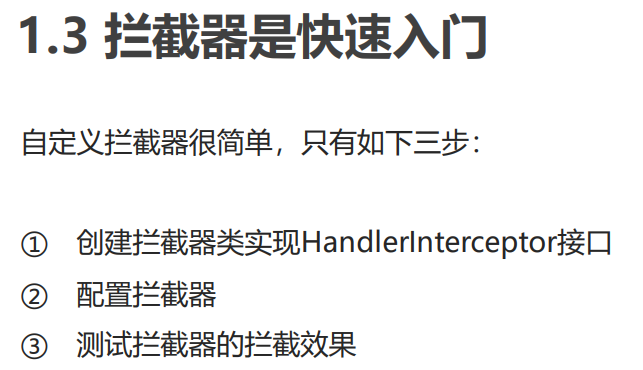 1.3 拦截器是快速入门
自定义拦截器很简单，只有如下三步：
① 创建拦截器类实现HandlerInterceptor接口
② 配置拦截器
③ 测试拦截器的拦截效果